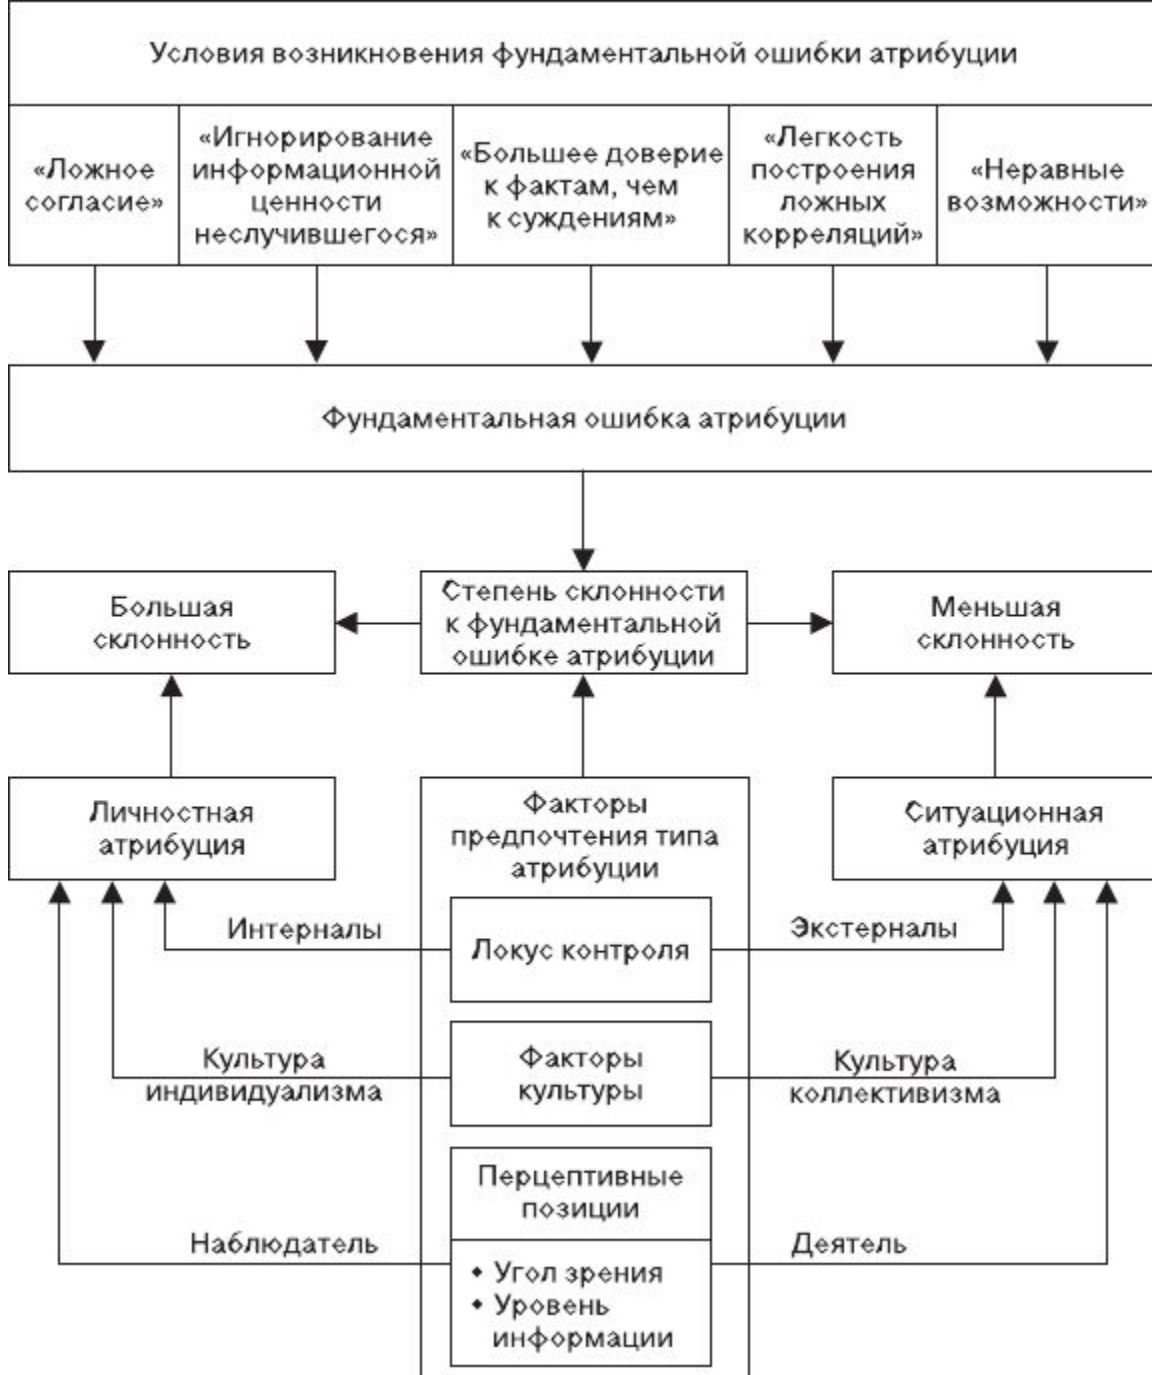 Условия возникновения фундаментальной ошибки атрибуции
«Ложное
согласие»
«Игнорирование
информационной
ценности
неслучившегося»
«Большее доверие
к фактам, чем
к суждениям»
«Легкость
построения
ложных
корреляций»
«Неравные
возможности»
Фундаментальная ошибка атрибуции
Большая
склонность
Степень склонности
к фундаментальной
ошибке атрибуции
Меньшая
склонность
Личностная
атрибуция
Факторы
предпочтения типа
атрибуции
Ситуационная
атрибуция
Интерналы
Локус контроля
Экстерналы
Культура
индивидуализма
Факторы
культуры
Культура
коллективизма
Перцептивные
позиции
Наблюдатель
Деятель
• Угол зрения
• Уровень
информации